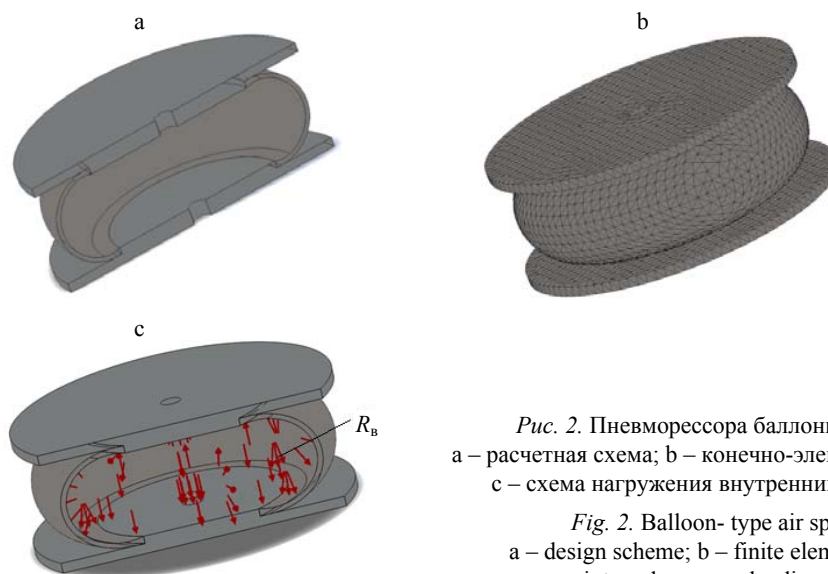 a
b
c
Rв
Рис. 2. Пневморессора баллонн
а – расчетная схема; b – конечно-элем
с – схема нагружения внутренним
Fig. 2. Balloon- type air sp
a – design scheme; b – finite elem